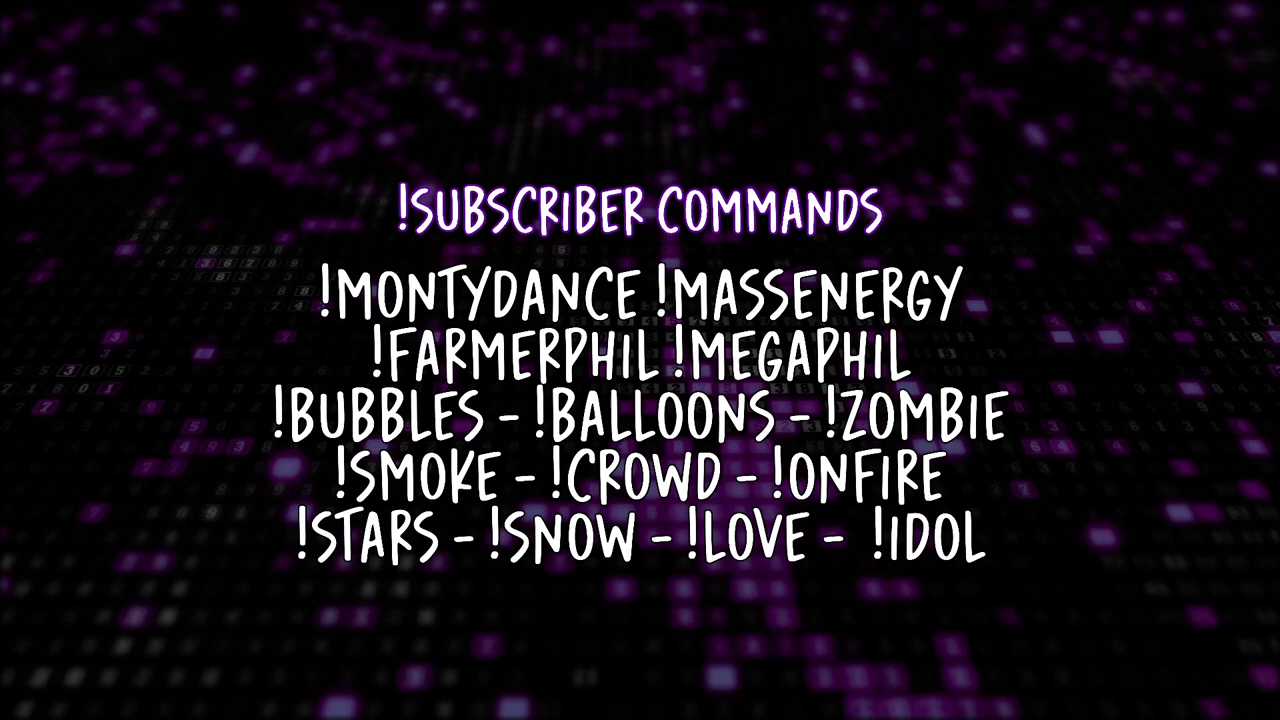 !SUBSCRIBER COMMANDS
!MONTYDANCE !MASSENERGY
!FARMERPHIL !MEGAPHIL
!BUBBLES - !BALLOONS - !ZOMBIE
!SMOKE - !CROWD - !ONFIRE
!STARS - !SNOW - !LOVE - !IDOL